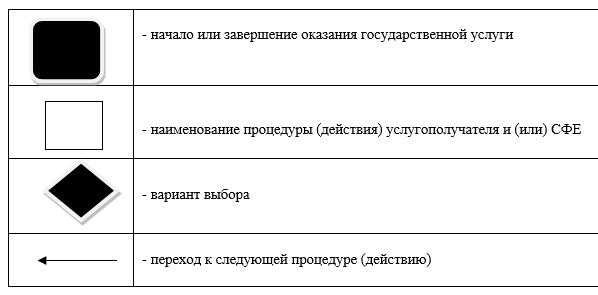 - начало или завершение оказания государственной услуги
- наименование процедуры (действия) услугополучателя и (или) СФЕ
- вариант выбора
- переход к следующей процедуре (действию)